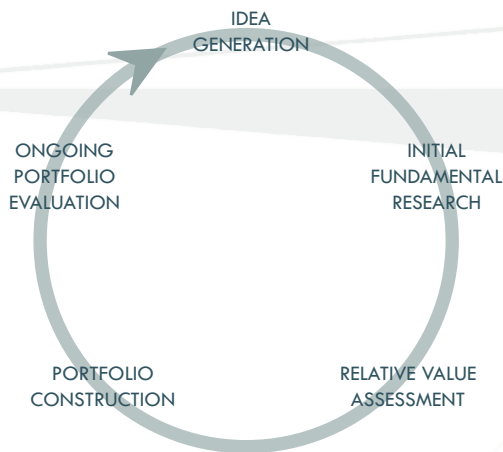 IDEA
GENERATION
INITIAL
FUNDAMENTAL
RESEARCH
RELATIVE VALUE
ASSESSMENT
PORTFOLIO
CONSTRUCTION
ONGOING
PORTFOLIO
EVALUATION